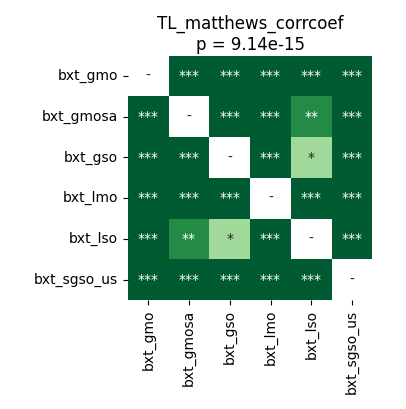 TL_matthews_corrcoef
p = 9.14e-15
bxt_gmo - *** *** *** *** ***
bxt_gmosa *** - *** *** ** ***
bxt_gso *** *** - *** * ***
bxt_lmo *** *** *** - *** ***
bxt_lso *** ** * *** - ***
bxt_sgso_us *** *** *** *** *** -
bxt_gmo
bxt_gmosa
bxt_gso
bxt_lmo
bxt_lso
bxt_sgso_us